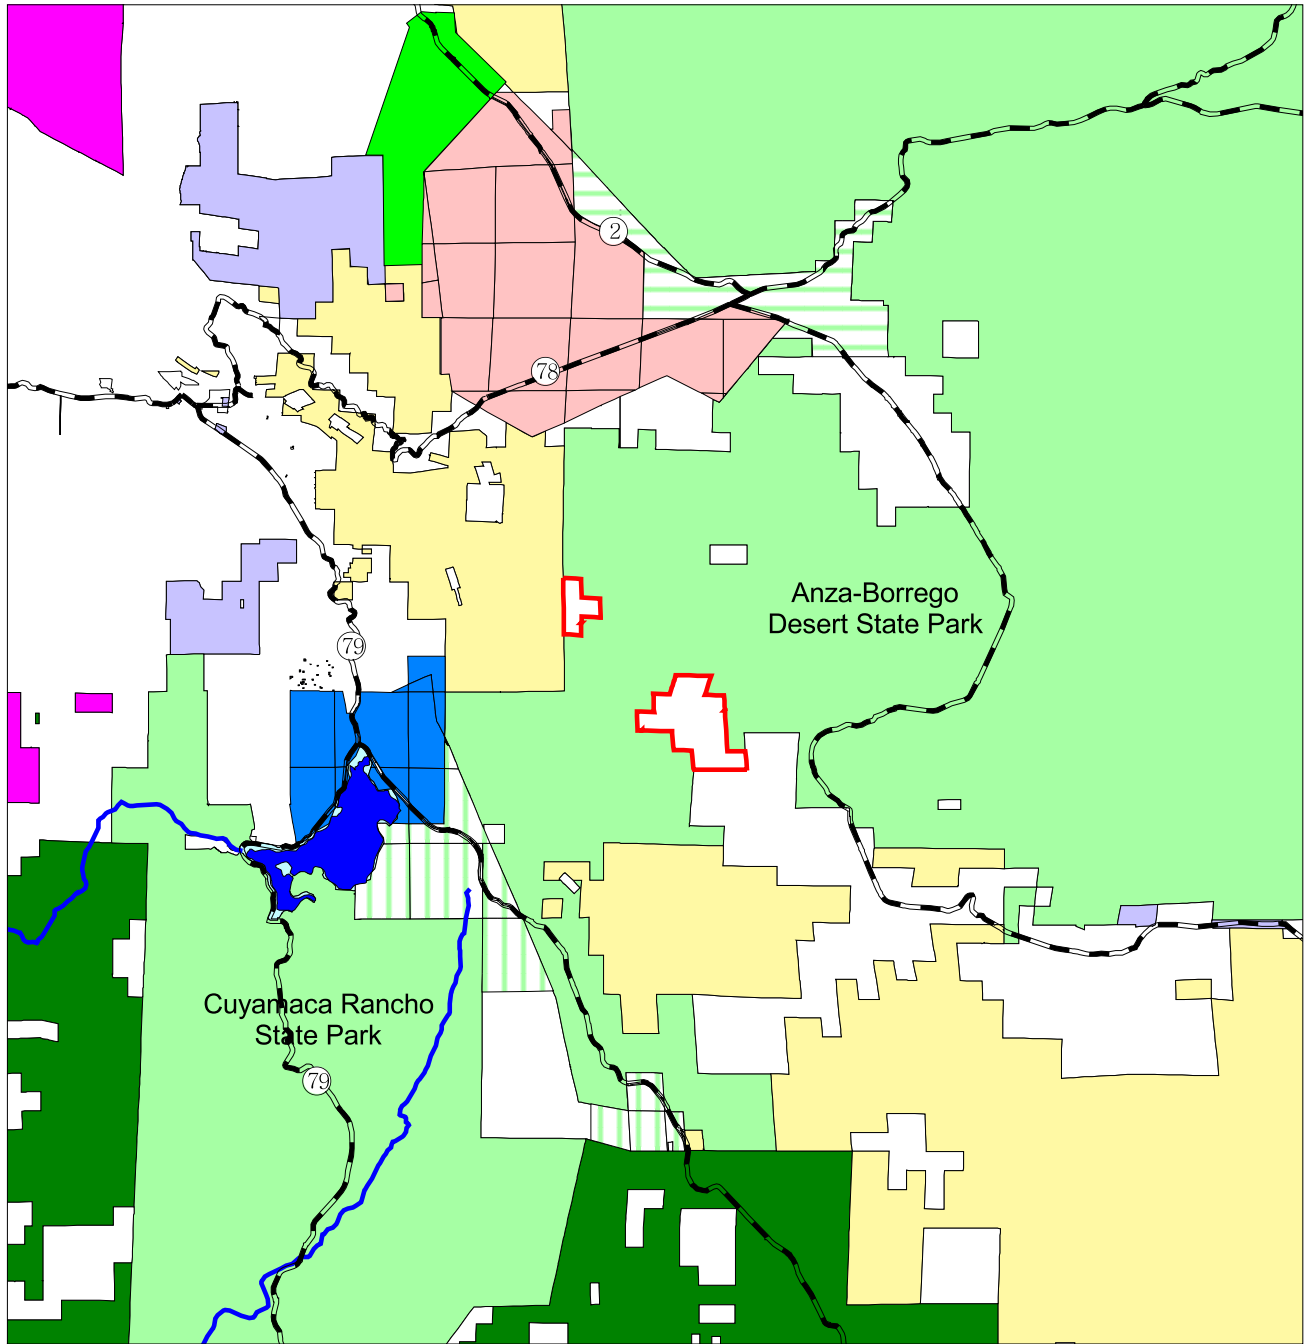 2
78
Anza-Borrego
Desert State Park
79
Cuyamaca Rancho
State Park
79